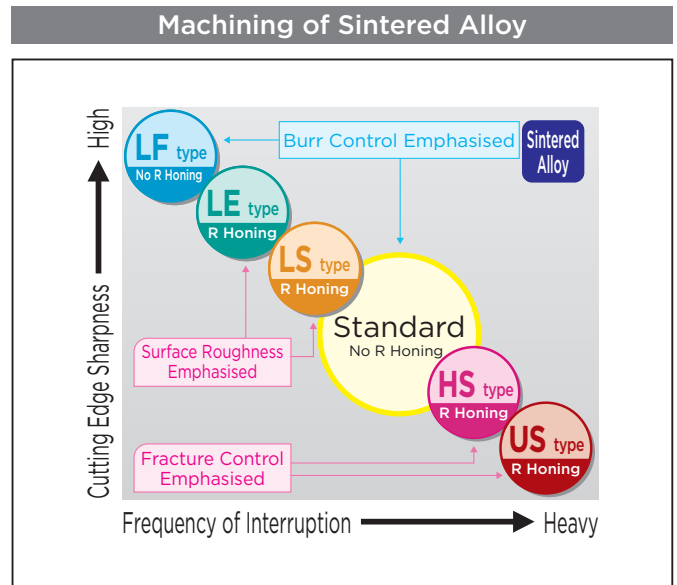 Machining of Sintered Alloy
High
Cutting Edge Sharpness
LF type
No R Honing
Burr Control Emphasised
Sintered
Alloy
LE type
R Honing
LS type
R Honing
Standard
No R Honing
Surface Roughness
Emphasised
HS type
R Honing
US type
R Honing
Fracture Control
Emphasised
Frequency of Interruption
Heavy